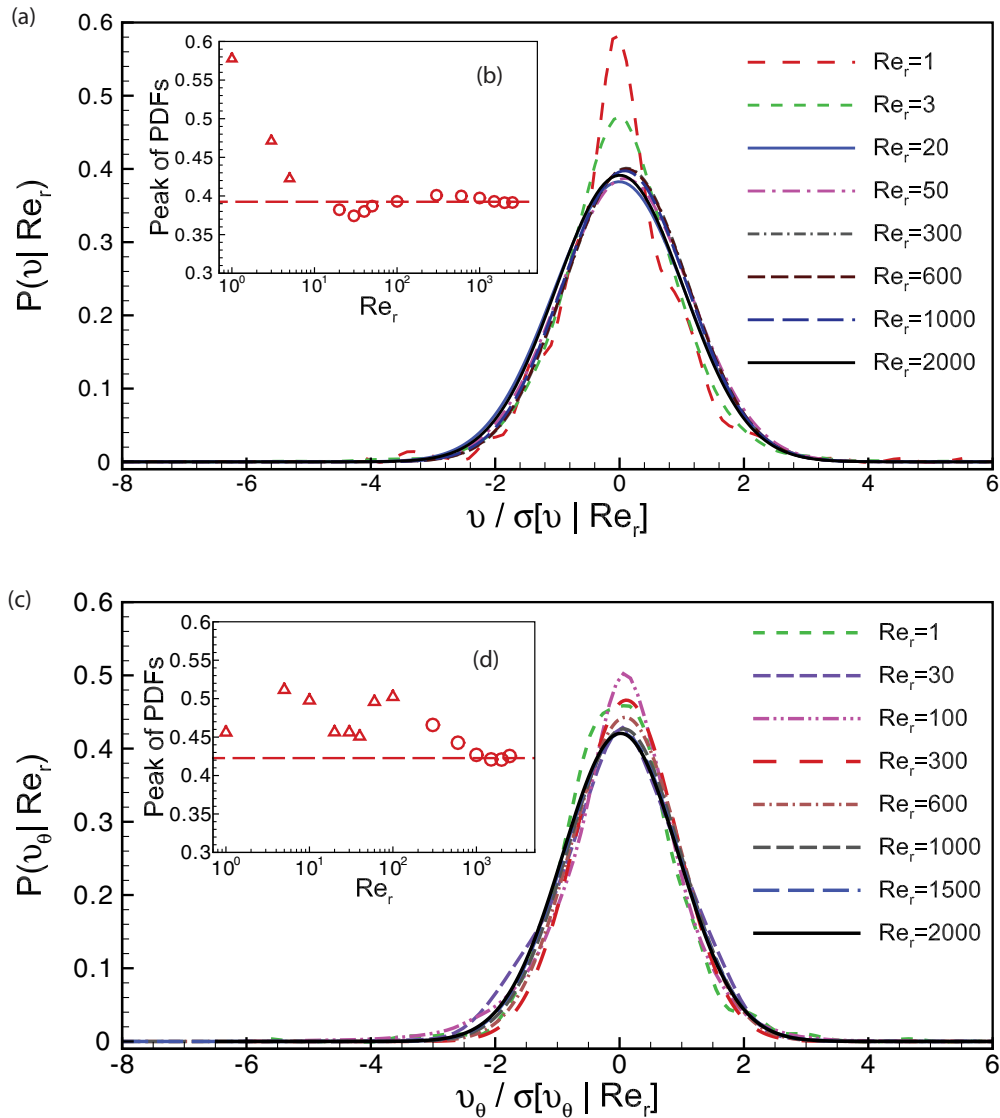 (a)
0.6
0.5
0.4
0.3
0.2
0.1
0
P(υ| Re_r)
-8
-6
-4
-2
0
2
4
6
υ / σ[υ | Re_r]
(b)
0.6
0.55
0.5
0.45
0.4
0.35
0.3
Peak of PDFs
10^0
10^1
10^2
10^3
Re_r
Re_r=1
Re_r=3
Re_r=20
Re_r=50
Re_r=300
Re_r=600
Re_r=1000
Re_r=2000
(c)
0.6
0.5
0.4
0.3
0.2
0.1
0
P(υ_θ| Re_r)
-8
-6
-4
-2
0
2
4
6
υ_θ / σ[υ_θ | Re_r]
(d)
0.6
0.55
0.5
0.45
0.4
0.35
0.3
Peak of PDFs
10^0
10^1
10^2
10^3
Re_r
Re_r=1
Re_r=30
Re_r=100
Re_r=300
Re_r=600
Re_r=1000
Re_r=1500
Re_r=2000